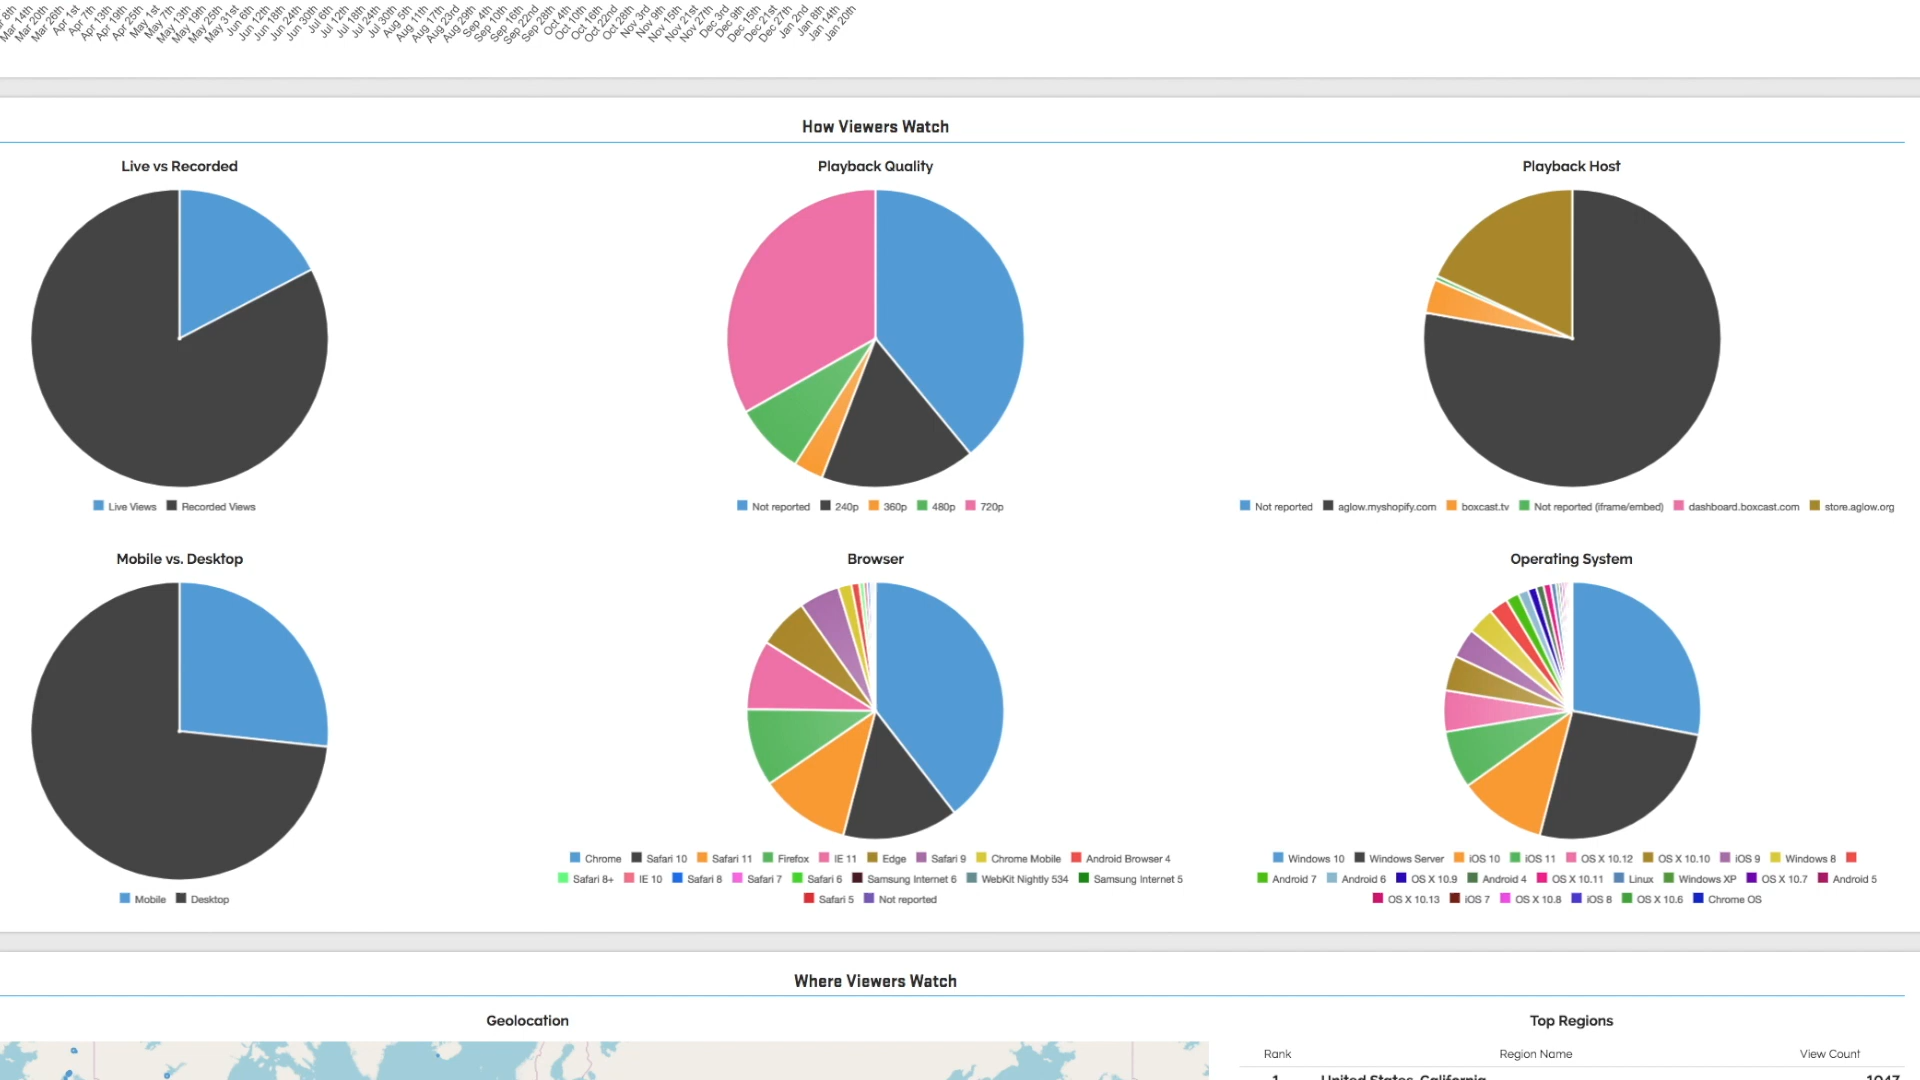 Mar 8th Mar 14th Mar 20th Mar 26th Apr 1st Apr 7th Apr 13th Apr 19th Apr 25th May 1st May 7th May 13th May 19th May 25th May 31st Jun 6th Jun 12th Jun 18th Jun 24th Jun 30th Jul 6th Jul 12th Jul 18th Jul 24th Jul 30th Aug 5th Aug 11th Aug 17th Aug 23rd Aug 29th Sep 4th Sep 10th Sep 16th Sep 22nd Sep 28th Oct 4th Oct 10th Oct 16th Oct 22nd Oct 28th Nov 3rd Nov 9th Nov 15th Nov 21st Nov 27th Dec 3rd Dec 9th Dec 15th Dec 21st Dec 27th Jan 2nd Jan 8th Jan 14th Jan 20th
How Viewers Watch
Live vs Recorded
Playback Quality
Playback Host
Live Views Recorded Views
Not reported 240p 360p 480p 720p
Not reported aglow.myshopify.com boxcast.tv Not reported (iframe/embed) dashboard.boxcast.com store.aglow.org
Mobile vs. Desktop
Browser
Operating System
Mobile Desktop
Chrome Safari 10 Safari 11 Firefox IE 11 Edge Safari 9 Chrome Mobile Android Browser 4
Safari 8+ IE 10 Safari 8 Safari 7 Safari 6 Samsung Internet 6 WebKit Nightly 534 Samsung Internet 5
Safari 5 Not reported
Windows 10 Windows Server iOS 10 iOS 11 OS X 10.12 OS X 10.10 iOS 9 Windows 8
Android 7 Android 6 OS X 10.9 Android 4 OS X 10.11 Linux Windows XP OS X 10.7 Android 5
OS X 10.13 iOS 7 OS X 10.8 iOS 8 OS X 10.6 Chrome OS
Where Viewers Watch
Geolocation
Top Regions
Rank Region Name View Count
1 United States, California 1047